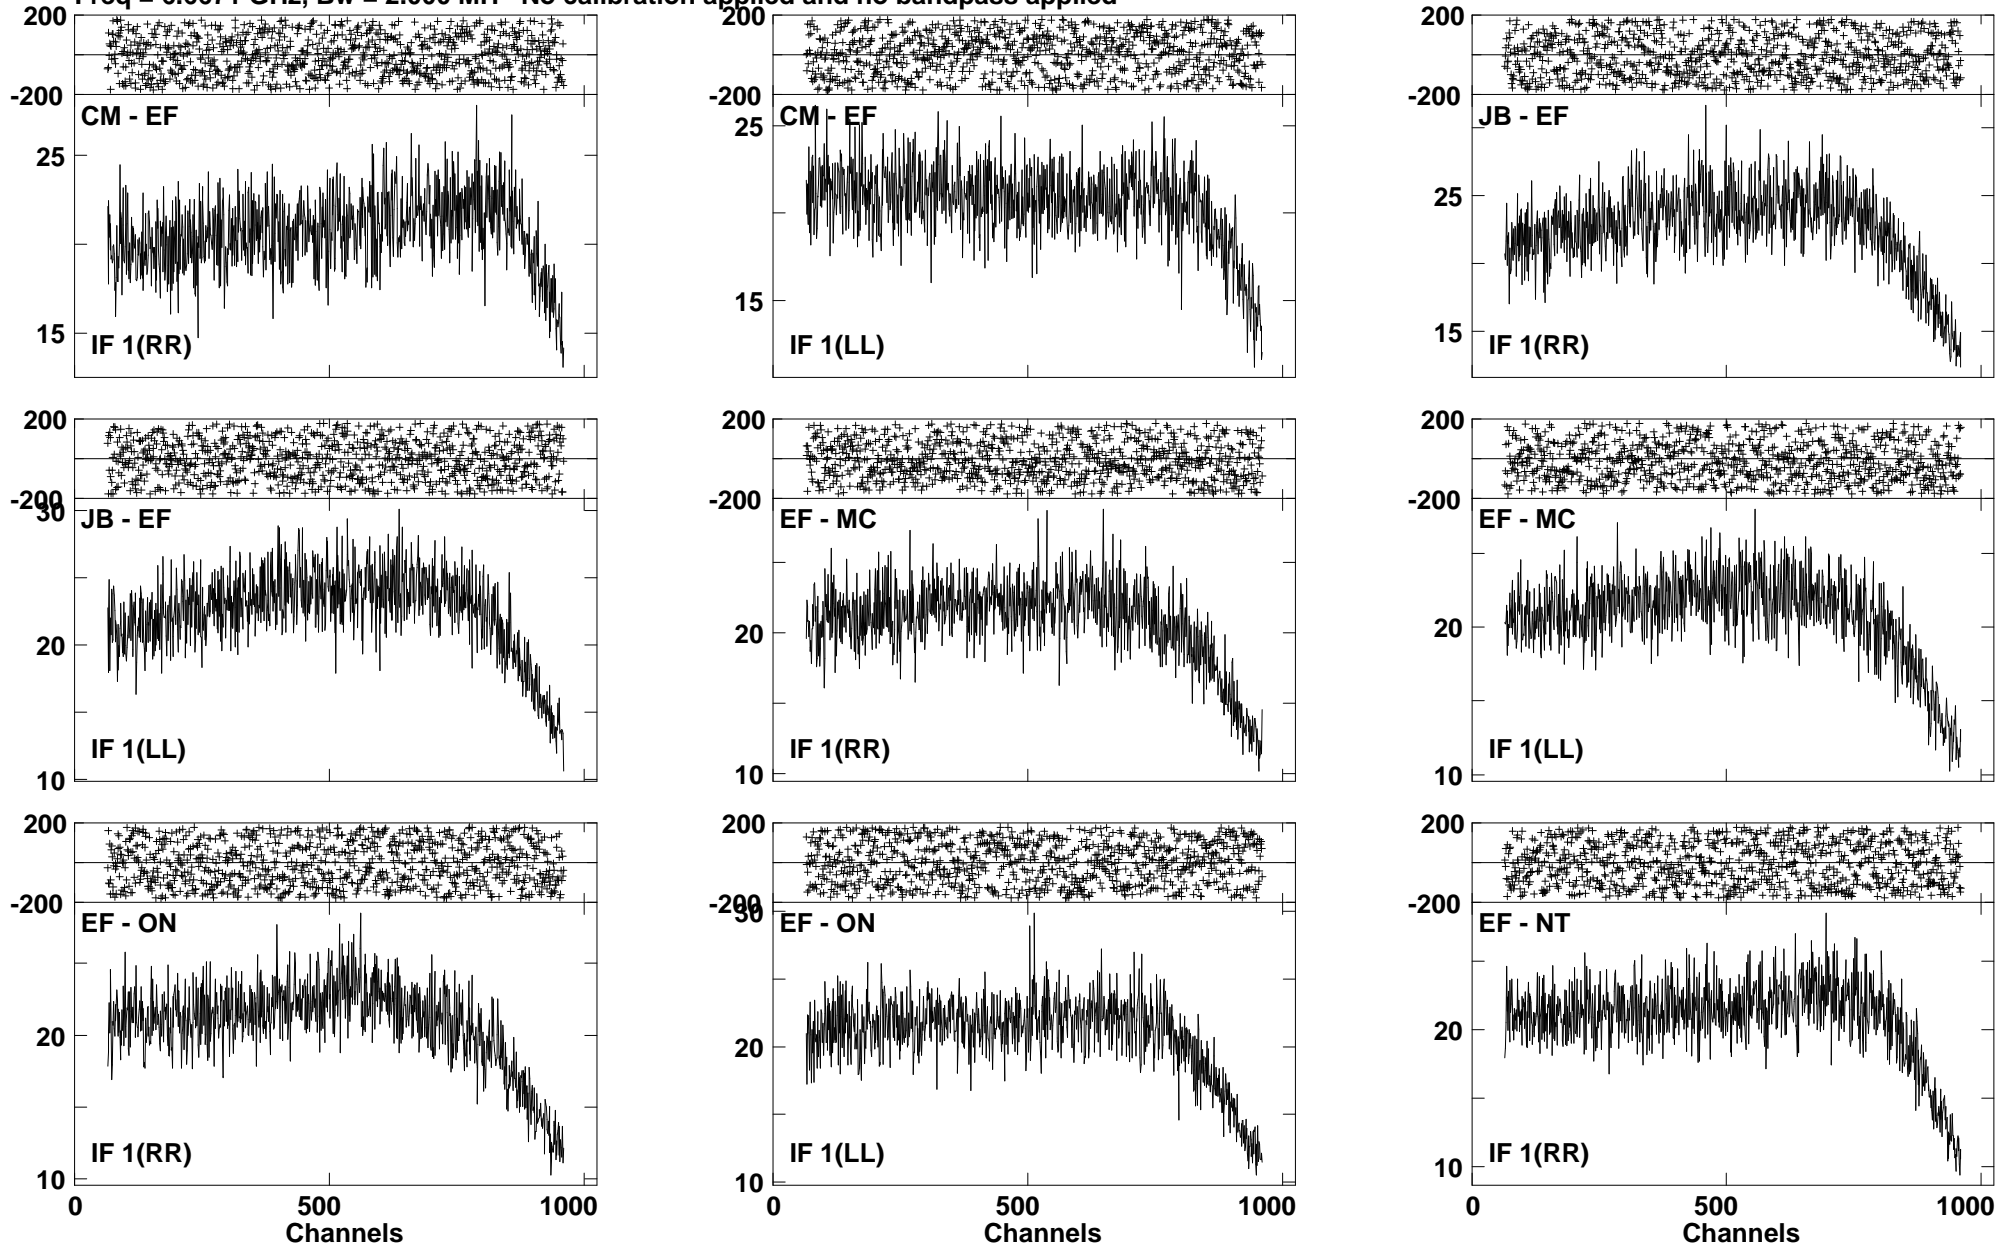 No calibration applied and no bandpass applied
200 200 200
-200 -200 -200
CM - EF CM - EF JB - EF
25 25 25
15 15 15
IF 1(RR) IF 1(LL) IF 1(RR)
200 200 200
-200 -200 -200
30
JB - EF EF - MC EF - MC
20 20 20
IF 1(LL) IF 1(RR) IF 1(LL)
10 10 10
200 200 200
-200 -200 -200
30
EF - ON EF - ON EF - NT
20 20 20
IF 1(RR) IF 1(LL) IF 1(RR)
10 10 10
0 500 1000 0 500 1000 0 500 1000
Channels Channels Channels